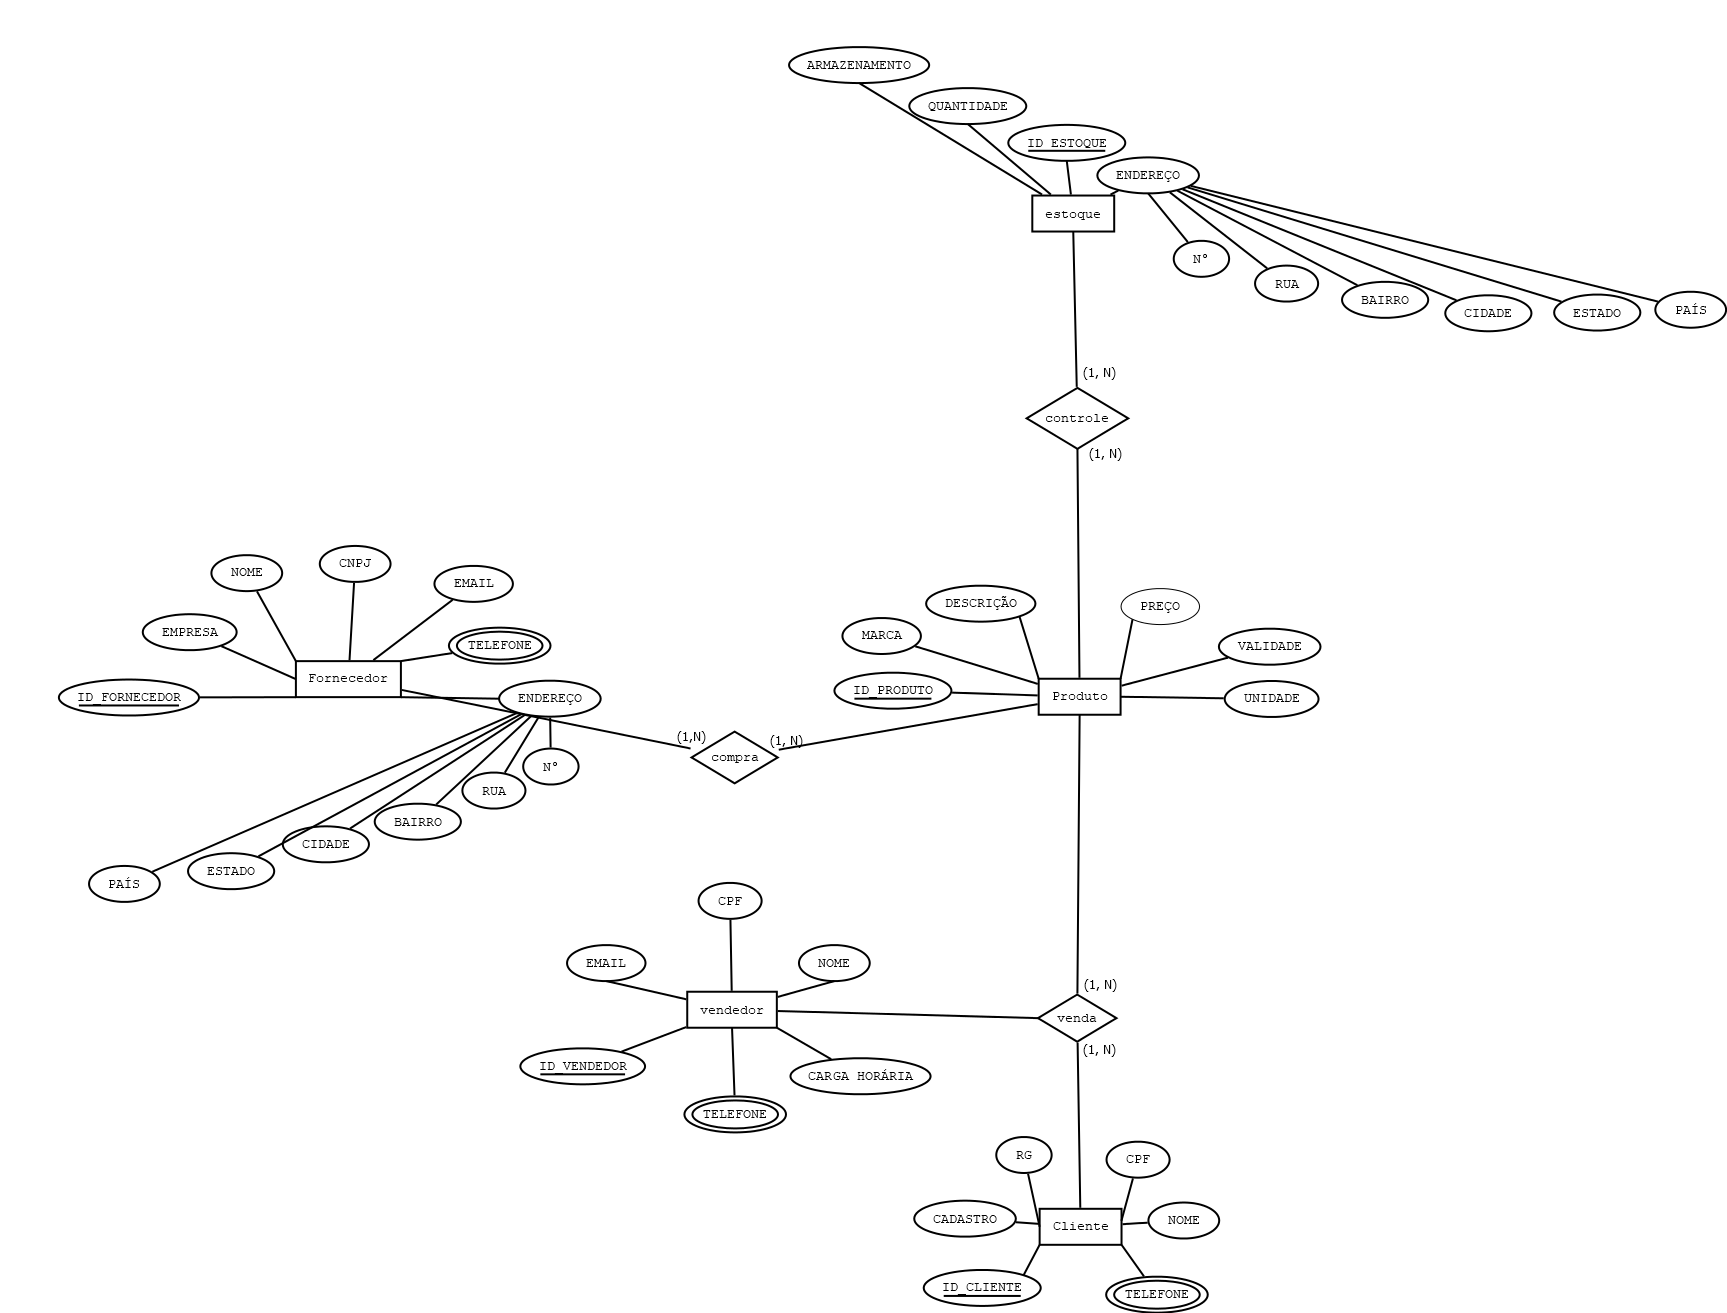 ARMAZENAMENTO
QUANTIDADE
ID_ESTOQUE
ENDEREÇO
estoque
N°
RUA
BAIRRO
CIDADE
ESTADO
PAÍS
(1, N)
controle
(1, N)
NOME
CNPJ
EMAIL
EMPRESA
TELEFONE
Fornecedor
ID_FORNECEDOR
ENDEREÇO
N°
RUA
BAIRRO
CIDADE
ESTADO
PAÍS
(1,N)
compra
(1, N)
DESCRIÇÃO
PREÇO
MARCA
VALIDADE
ID_PRODUTO
Produto
UNIDADE
CPF
EMAIL
NOME
vendedor
ID_VENDEDOR
CARGA HORÁRIA
TELEFONE
(1, N)
venda
(1, N)
RG
CPF
CADASTRO
Cliente
NOME
ID_CLIENTE
TELEFONE